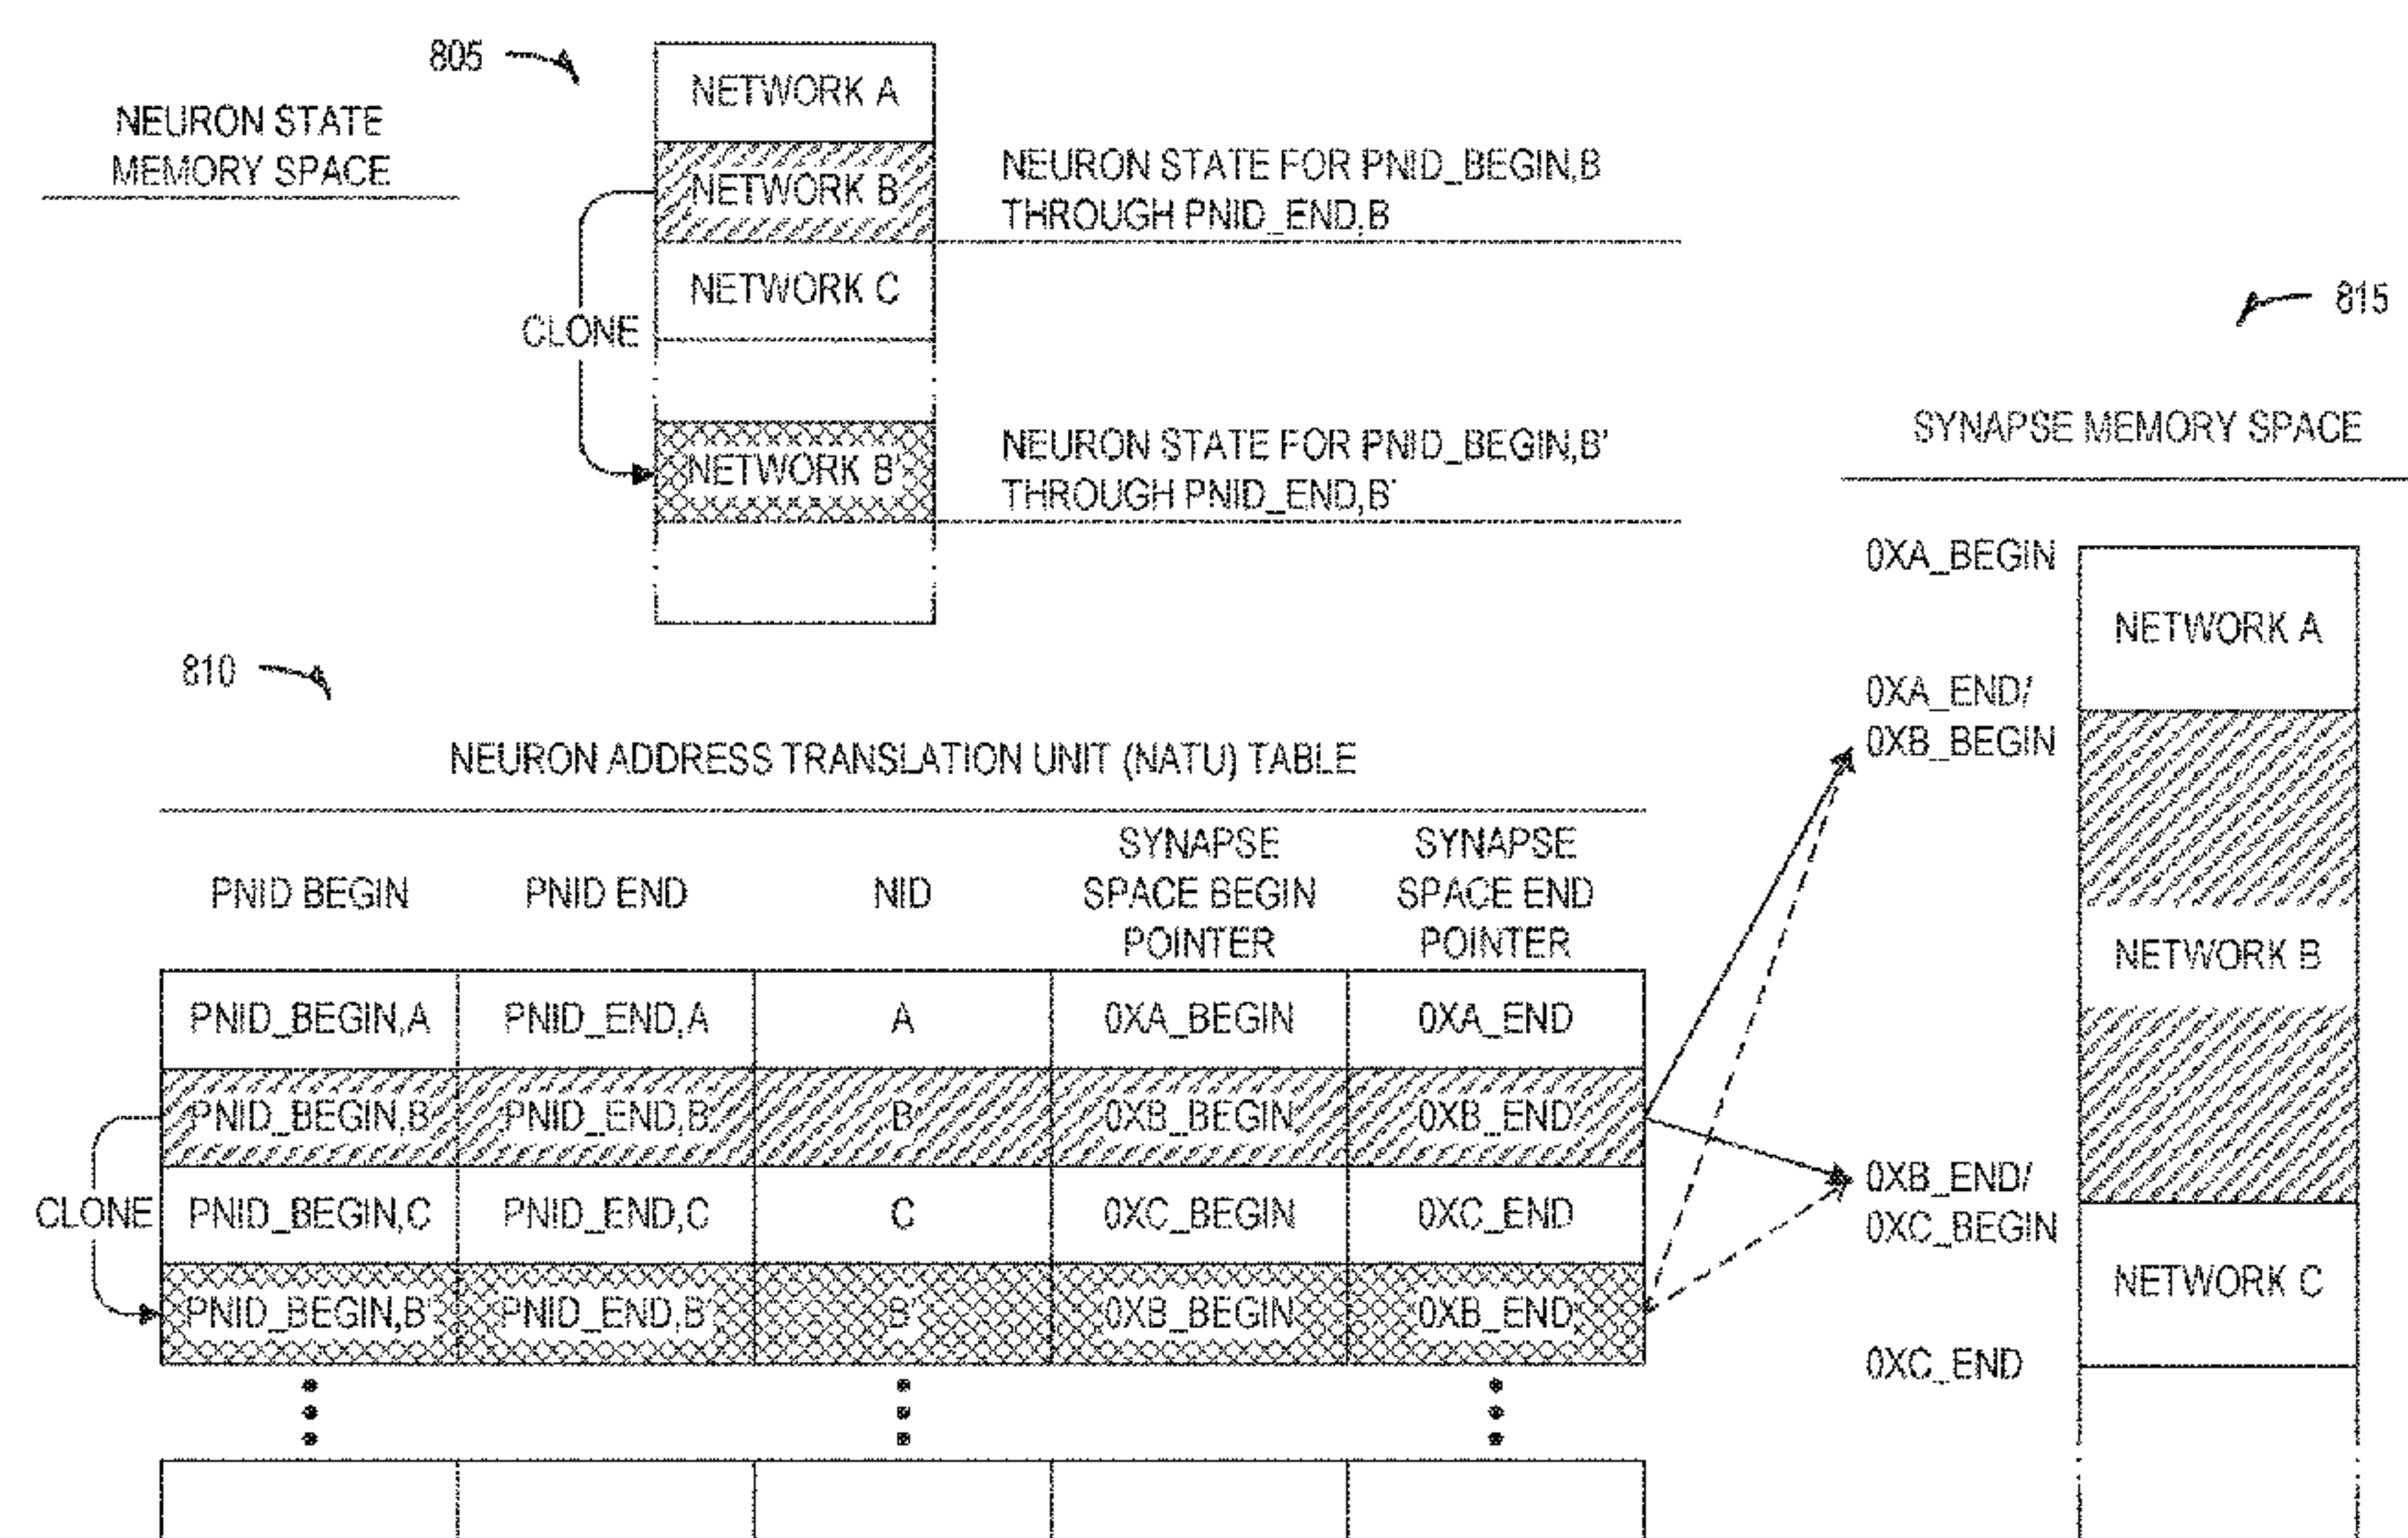 805
NEURON STATE
MEMORY SPACE
NETWORK A
NETWORK B
NETWORK C
CLONE
NETWORK B'
NEURON STATE FOR PNID_BEGIN,B
THROUGH PNID_END,B
NEURON STATE FOR PNID_BEGIN,B'
THROUGH PNID_END,B'
815
SYNAPSE MEMORY SPACE
0XA_BEGIN
NETWORK A
0XA_END/
0XB_BEGIN
NETWORK B
0XB_END/
0XC_BEGIN
NETWORK C
0XC_END
810
NEURON ADDRESS TRANSLATION UNIT (NATU) TABLE
PNID BEGIN
PNID END
NID
SYNAPSE
SPACE BEGIN
POINTER
SYNAPSE
SPACE END
POINTER
PNID_BEGIN,A PNID_END,A A 0XA_BEGIN 0XA_END
PNID_BEGIN,B PNID_END,B B 0XB_BEGIN 0XB_END
CLONE
PNID_BEGIN,C PNID_END,C C 0XC_BEGIN 0XC_END
PNID_BEGIN,B' PNID_END,B' B' 0XB_BEGIN 0XB_END